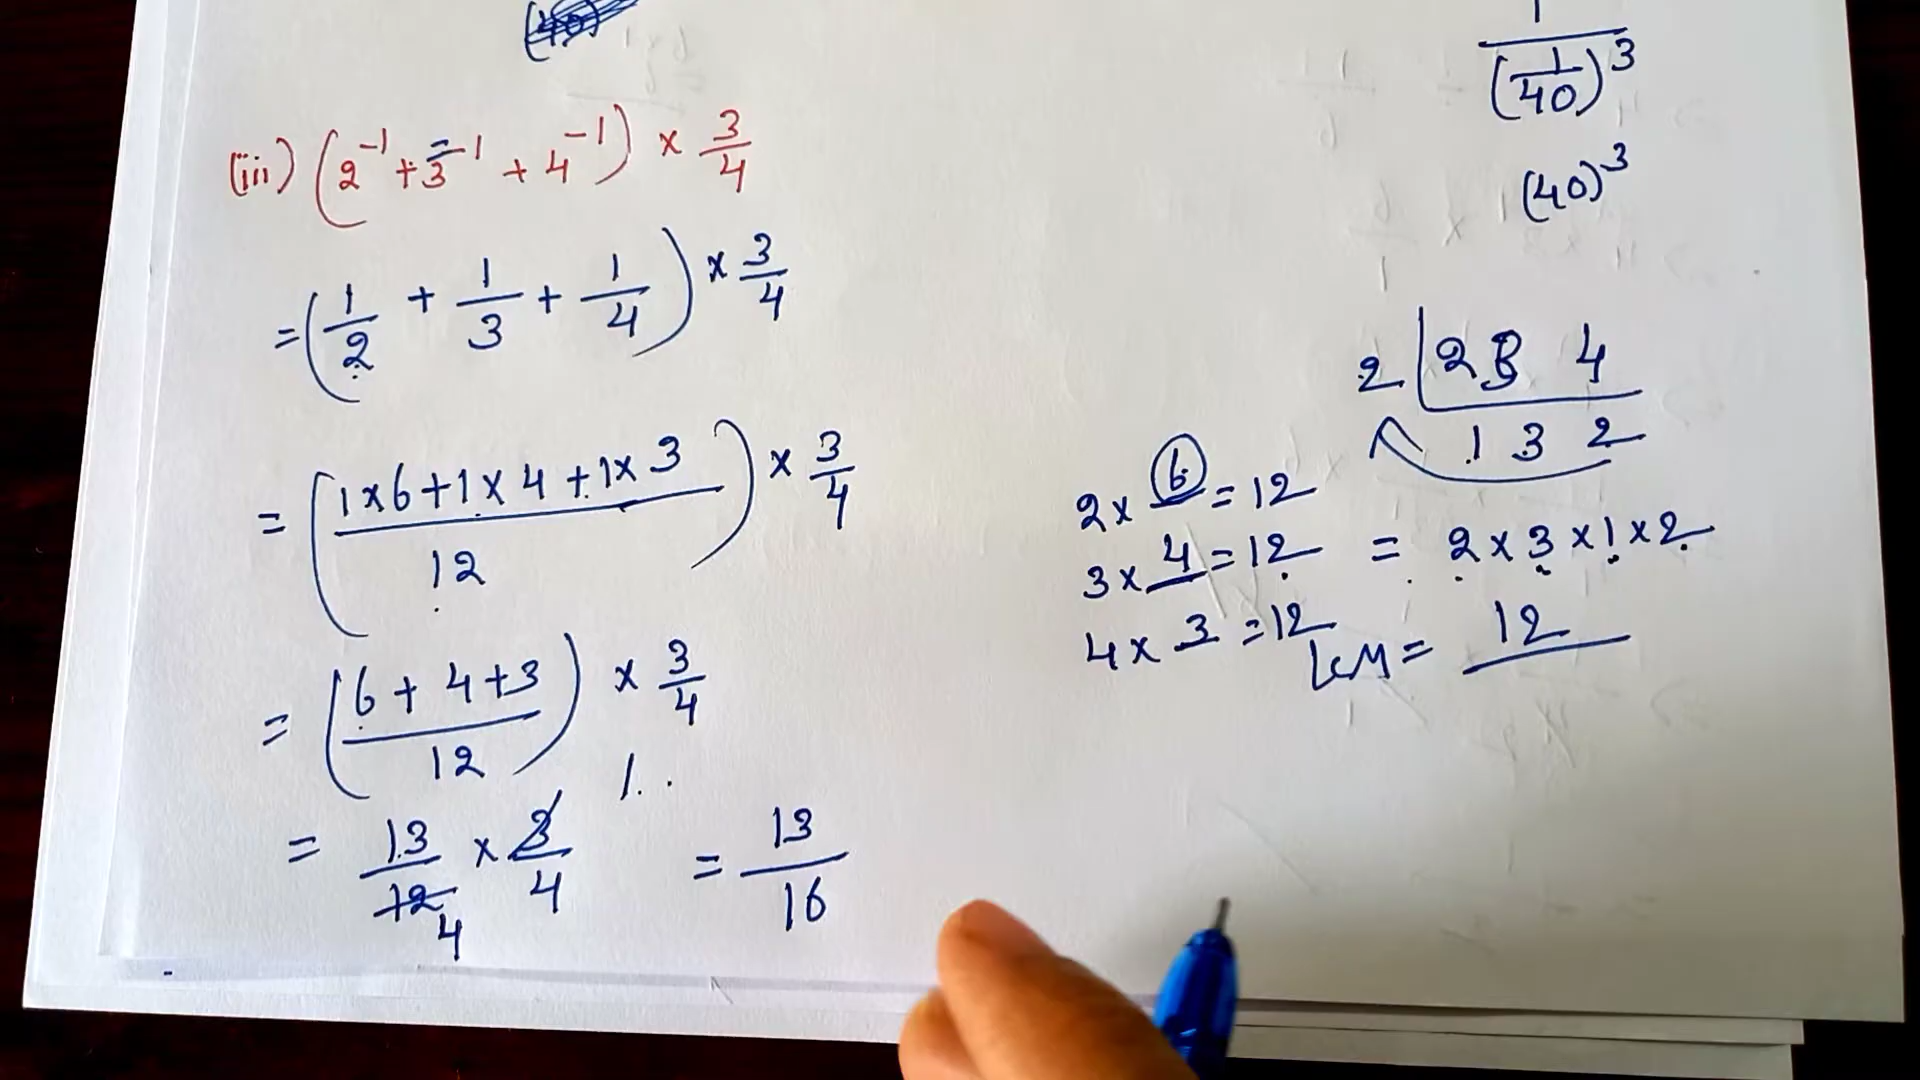 (40)
(iii) (2^-1 + 3^-1 + 4^-1) × 3/4
= (1/2 + 1/3 + 1/4) × 3/4
= ((1×6+1×4+1×3)/12) × 3/4
= ((6+4+3)/12) × 3/4
= 13/12 × 3/4 = 13/16
4
1/(1/40)^3
(40)^3
2 | 2 3 4
1 3 2
= 2×3×1×2
LCM = 12
2 × 6 = 12
3 × 4 = 12
4 × 3 = 12